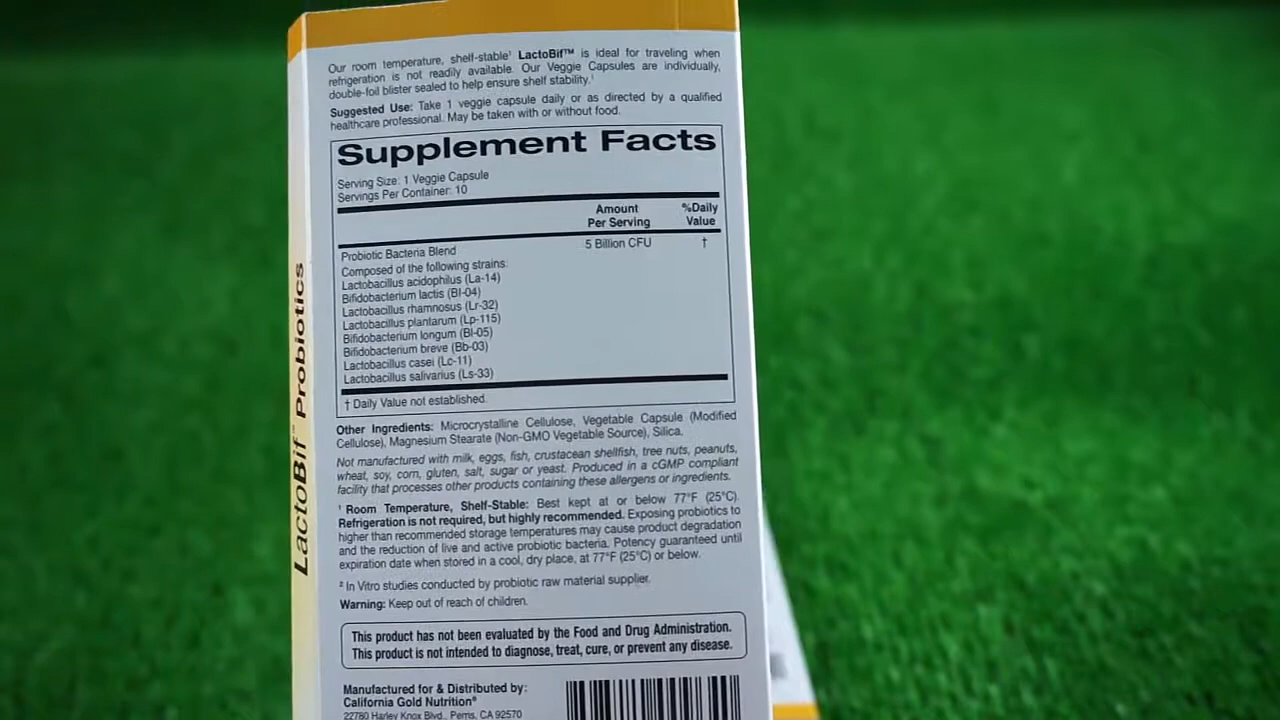 Our room temperature, shelf-stable¹ LactoBif™ is ideal for traveling when
refrigeration is not readily available. Our Veggie Capsules are individually,
double-foil blister sealed to help ensure shelf stability.¹
Suggested Use: Take 1 veggie capsule daily or as directed by a qualified
healthcare professional. May be taken with or without food.
Supplement Facts
Serving Size: 1 Veggie Capsule
Servings Per Container: 10
Amount Per Serving
%Daily Value
Probiotic Bacteria Blend 5 Billion CFU †
Composed of the following strains:
Lactobacillus acidophilus (La-14)
Bifidobacterium lactis (Bl-04)
Lactobacillus rhamnosus (Lr-32)
Lactobacillus plantarum (Lp-115)
Bifidobacterium longum (Bl-05)
Bifidobacterium breve (Bb-03)
Lactobacillus casei (Lc-11)
Lactobacillus salivarius (Ls-33)
† Daily Value not established.
Other Ingredients: Microcrystalline Cellulose, Vegetable Capsule (Modified
Cellulose), Magnesium Stearate (Non-GMO Vegetable Source), Silica.
Not manufactured with milk, eggs, fish, crustacean shellfish, tree nuts, peanuts,
wheat, soy, corn, gluten, salt, sugar or yeast. Produced in a cGMP compliant
facility that processes other products containing these allergens or ingredients.
¹ Room Temperature, Shelf-Stable: Best kept at or below 77°F (25°C).
Refrigeration is not required, but highly recommended. Exposing probiotics to
higher than recommended storage temperatures may cause product degradation
and the reduction of live and active probiotic bacteria. Potency guaranteed until
expiration date when stored in a cool, dry place, at 77°F (25°C) or below.
² In Vitro studies conducted by probiotic raw material supplier.
Warning: Keep out of reach of children.
This product has not been evaluated by the Food and Drug Administration.
This product is not intended to diagnose, treat, cure, or prevent any disease.
Manufactured for & Distributed by:
California Gold Nutrition®
22780 Harley Knox Blvd., Perris, CA 92570
LactoBif™ Probiotics